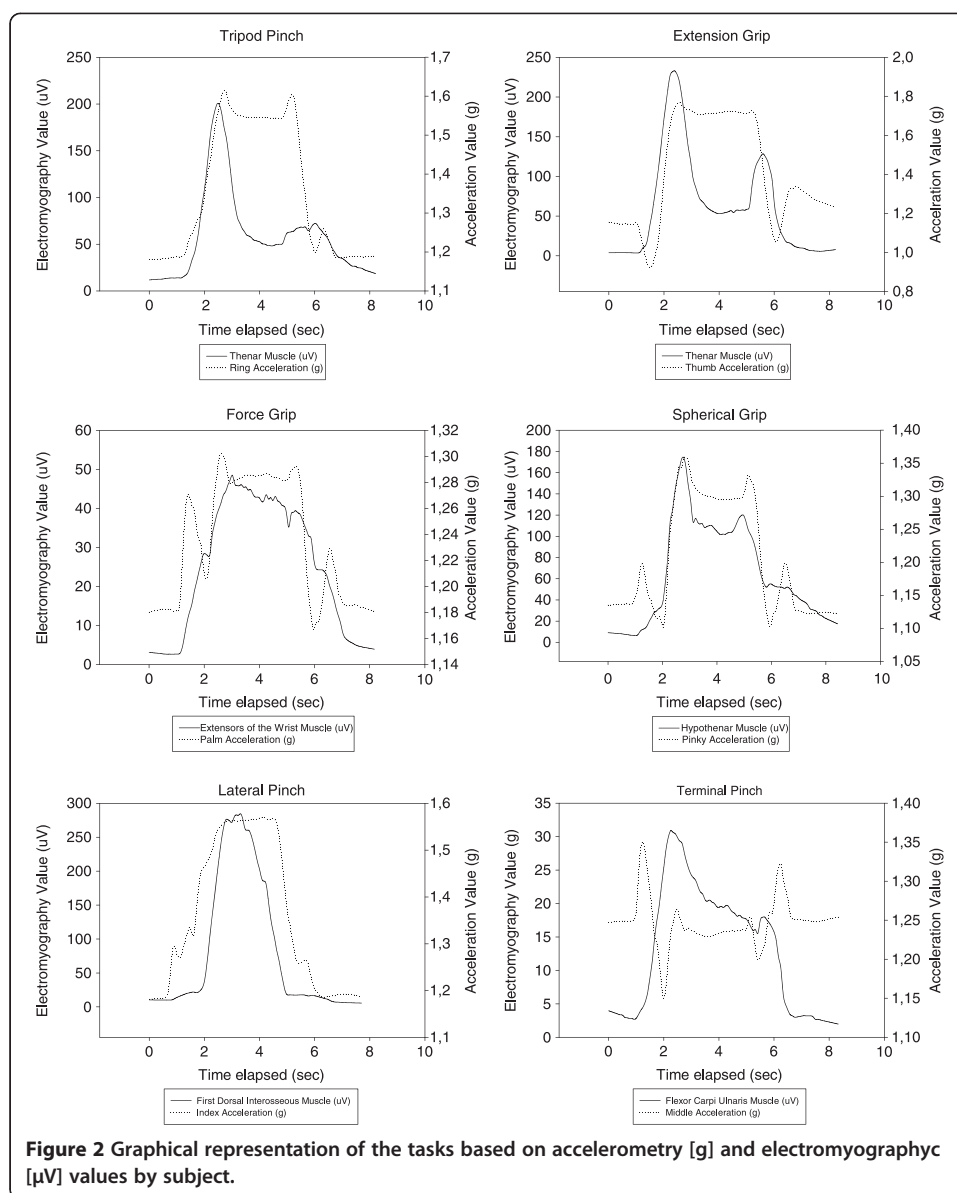 Tripod Pinch
Electromyography Value (uV)
250
200
150
100
50
0
1,7
1,6
1,5
1,4
1,3
1,2
1,1
Acceleration Value (g)
0 2 4 6 8 10
Time elapsed (sec)
Thenar Muscle (uV)
Ring Acceleration (g)
Extension Grip
Electromyography Value (uV)
250
200
150
100
50
0
2,0
1,8
1,6
1,4
1,2
1,0
0,8
Accleration Value (g)
0 2 4 6 8 10
Time elapsed (sec)
Thenar Muscle (uV)
Thumb Acceleration (g)
Force Grip
Electromyography Value (uV)
60
50
40
30
20
10
0
1,32
1,30
1,28
1,26
1,24
1,22
1,20
1,18
1,16
1,14
Acceleration Value (g)
0 2 4 6 8 10
Time elapsed (sec)
Extensors of the Wrist Muscle (uV)
Palm Acceleration (g)
Spherical Grip
Electromyography Value (uV)
200
180
160
140
120
100
80
60
40
20
0
1,40
1,35
1,30
1,25
1,20
1,15
1,10
1,05
Acceleration Value (g)
0 2 4 6 8 10
Time elapsed (sec)
Hypothenar Muscle (uV)
Pinky Acceleration (g)
Lateral Pinch
Electromyography Value (uV)
300
250
200
150
100
50
0
1,6
1,5
1,4
1,3
1,2
1,1
Acceleration Value (g)
0 2 4 6 8 10
Time elapsed (sec)
First Dorsal Interosseous Muscle (uV)
Index Acceleration (g)
Terminal Pinch
Electromyography Value (g)
35
30
25
20
15
10
5
0
1,40
1,35
1,30
1,25
1,20
1,15
1,10
Acceleration Value (g)
0 2 4 6 8 10
Time elapsed (sec)
Flexor Carpi Ulnaris Muscle (uV)
Middle Acceleration (g)
Figure 2 Graphical representation of the tasks based on accelerometry [g] and electromyographyc
[μV] values by subject.